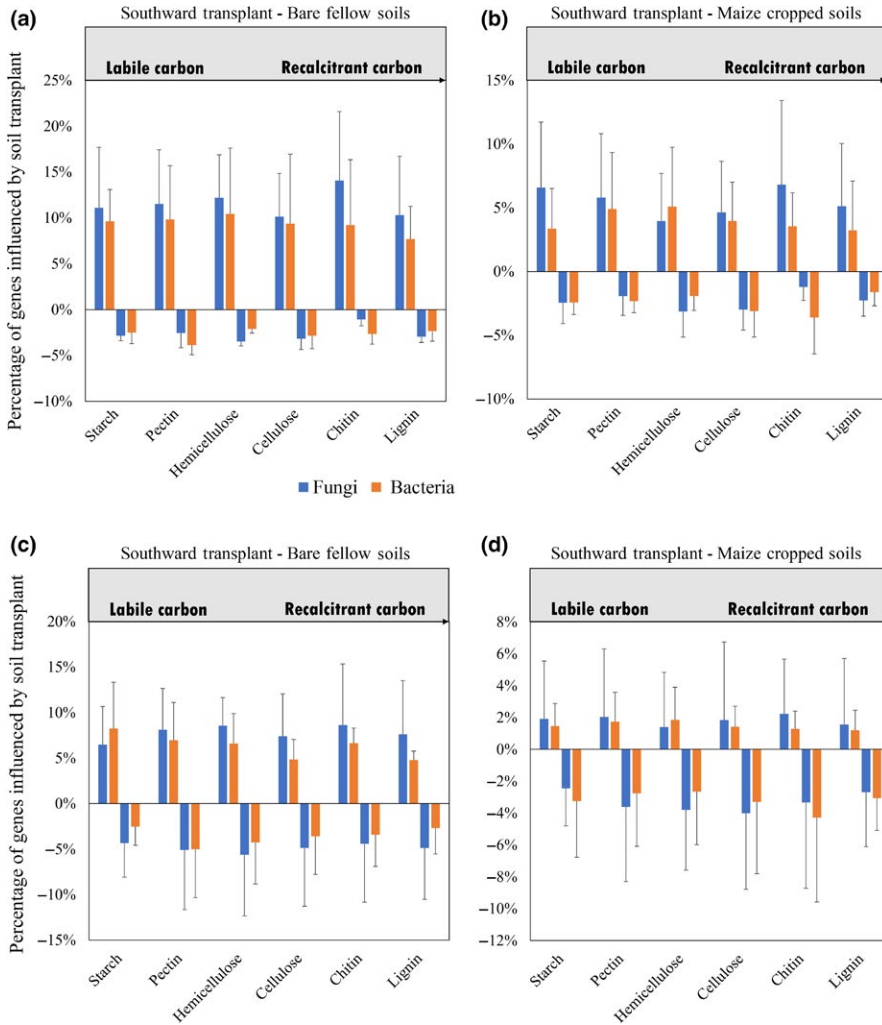 (a)
Southward transplant - Bare fellow soils
Labile carbon
Recalcitrant carbon
Percentage of genes influenced by soil transplant
25%
20%
15%
10%
5%
0%
−5%
−10%
Starch
Pectin
Hemicellulose
Cellulose
Chitin
Lignin
(b)
Southward transplant - Maize cropped soils
Labile carbon
Recalcitrant carbon
15%
10%
5%
0%
−5%
−10%
Starch
Pectin
Hemicellulose
Cellulose
Chitin
Lignin
Fungi
Bacteria
(c)
Southward transplant - Bare fellow soils
Labile carbon
Recalcitrant carbon
Percentage of genes influenced by soil transplant
20%
15%
10%
5%
0%
−5%
−10%
−15%
Starch
Pectin
Hemicellulose
Cellulose
Chitin
Lignin
(d)
Southward transplant - Maize cropped soils
Labile carbon
Recalcitrant carbon
8%
6%
4%
2%
0%
−2%
−4%
−6%
−8%
−10%
−12%
Starch
Pectin
Hemicellulose
Cellulose
Chitin
Lignin